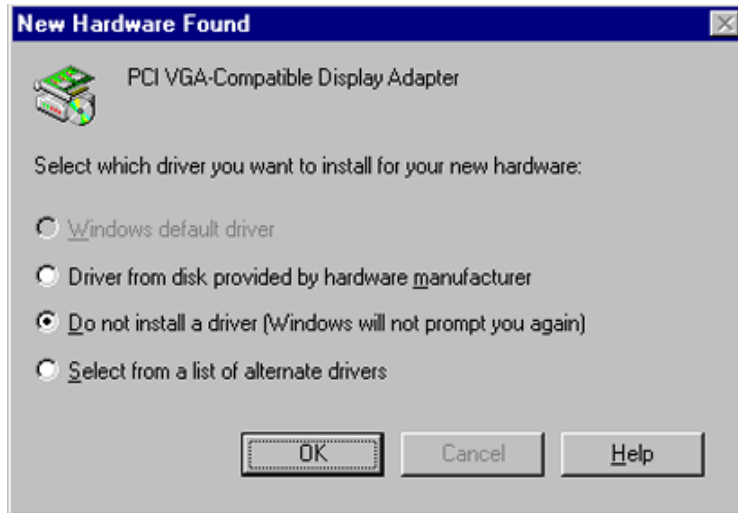 New Hardware Found
PCI VGA-Compatible Display Adapter
Select which driver you want to install for your new hardware:
Windows default driver
Driver from disk provided by hardware manufacturer
Do not install a driver (Windows will not prompt you again)
Select from a list of alternate drivers
OK Cancel Help